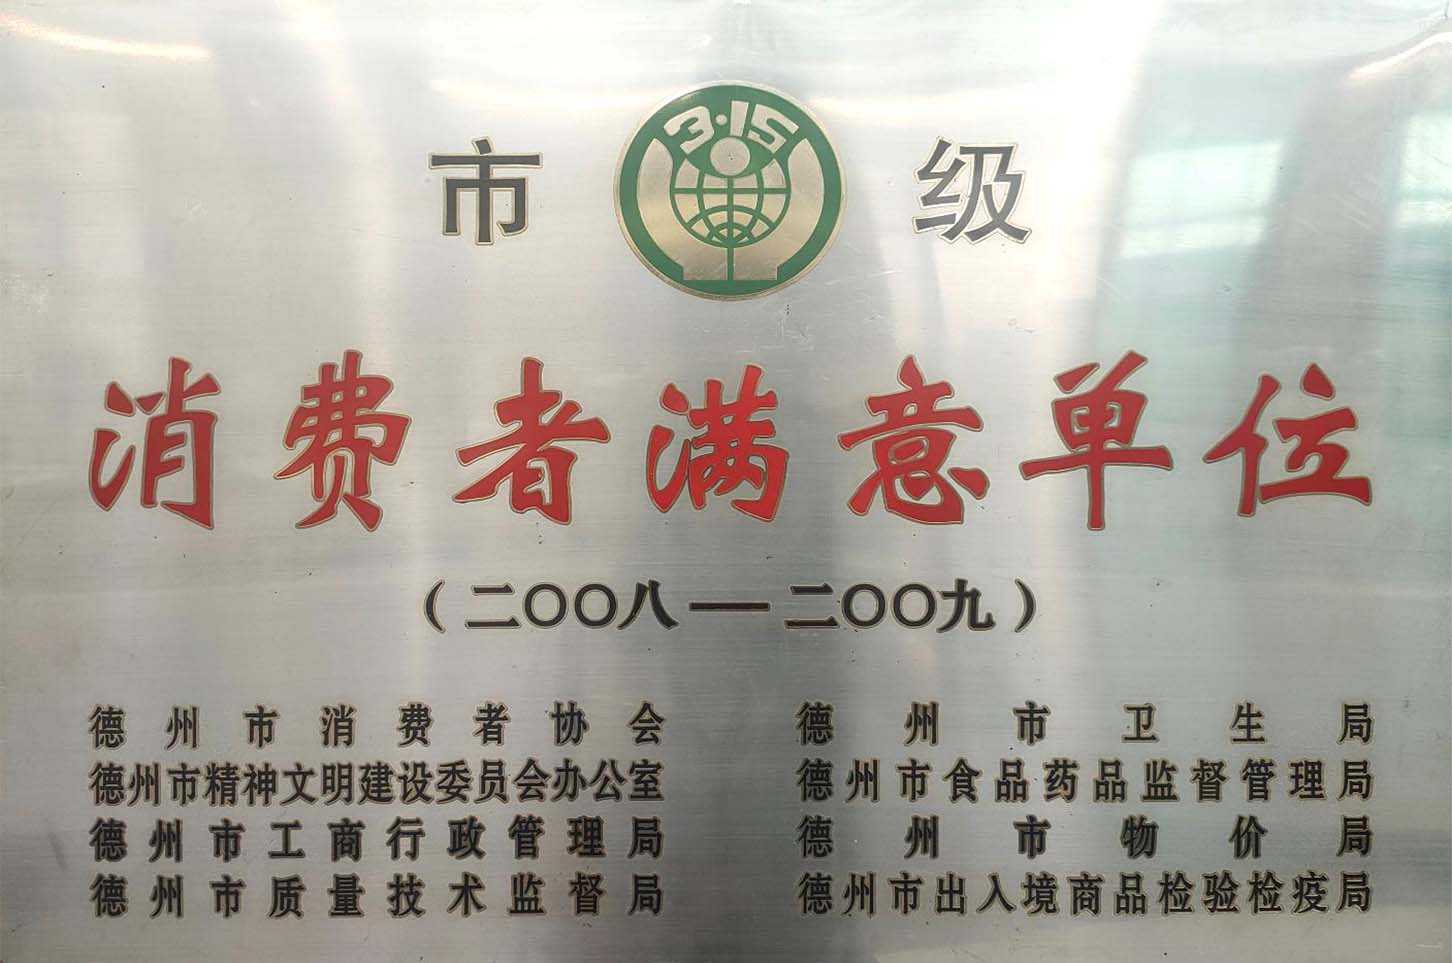 市 3·15 级
消费者满意单位
（二〇〇八—二〇〇九）
德州市消费者协会
德州市精神文明建设委员会办公室
德州市工商行政管理局
德州市质量技术监督局
德州市卫生局
德州市食品药品监督管理局
德州市物价局
德州市出入境商品检验检疫局